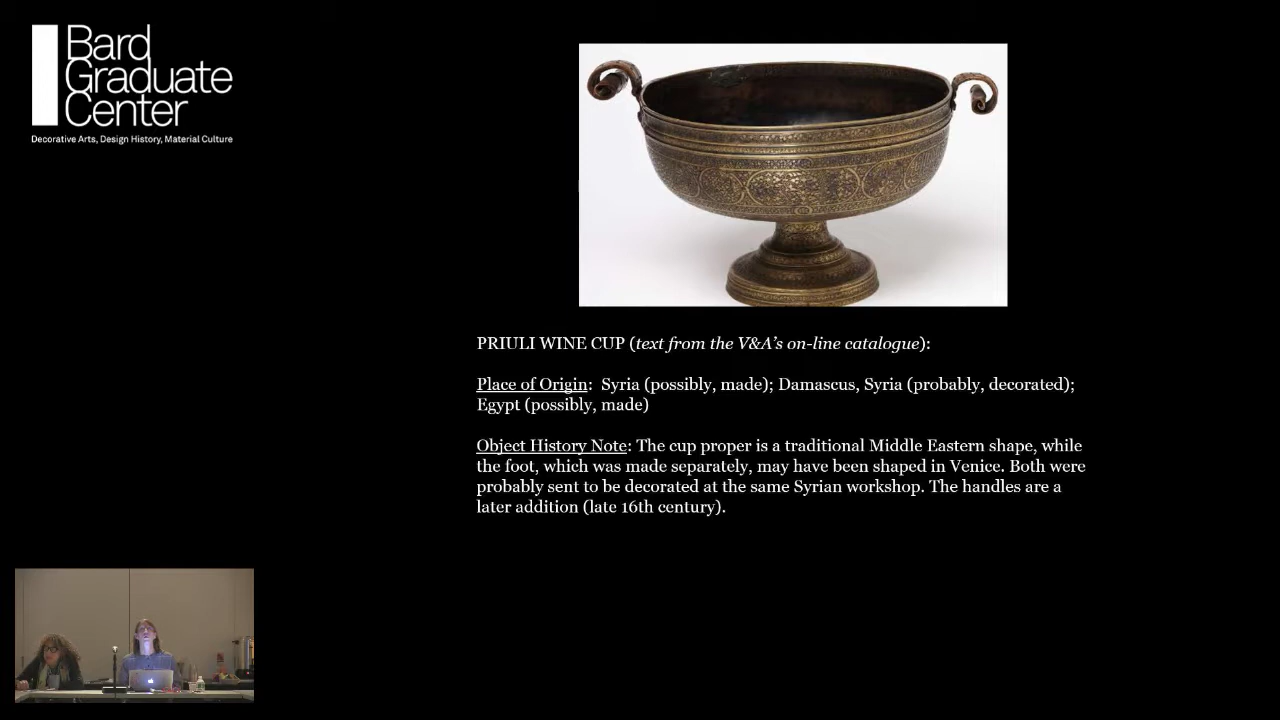 Bard
Graduate
Center
Decorative Arts, Design History, Material Culture
PRIULI WINE CUP (text from the V&A's on-line catalogue):
Place of Origin: Syria (possibly, made); Damascus, Syria (probably, decorated);
Egypt (possibly, made)
Object History Note: The cup proper is a traditional Middle Eastern shape, while
the foot, which was made separately, may have been shaped in Venice. Both were
probably sent to be decorated at the same Syrian workshop. The handles are a
later addition (late 16th century).